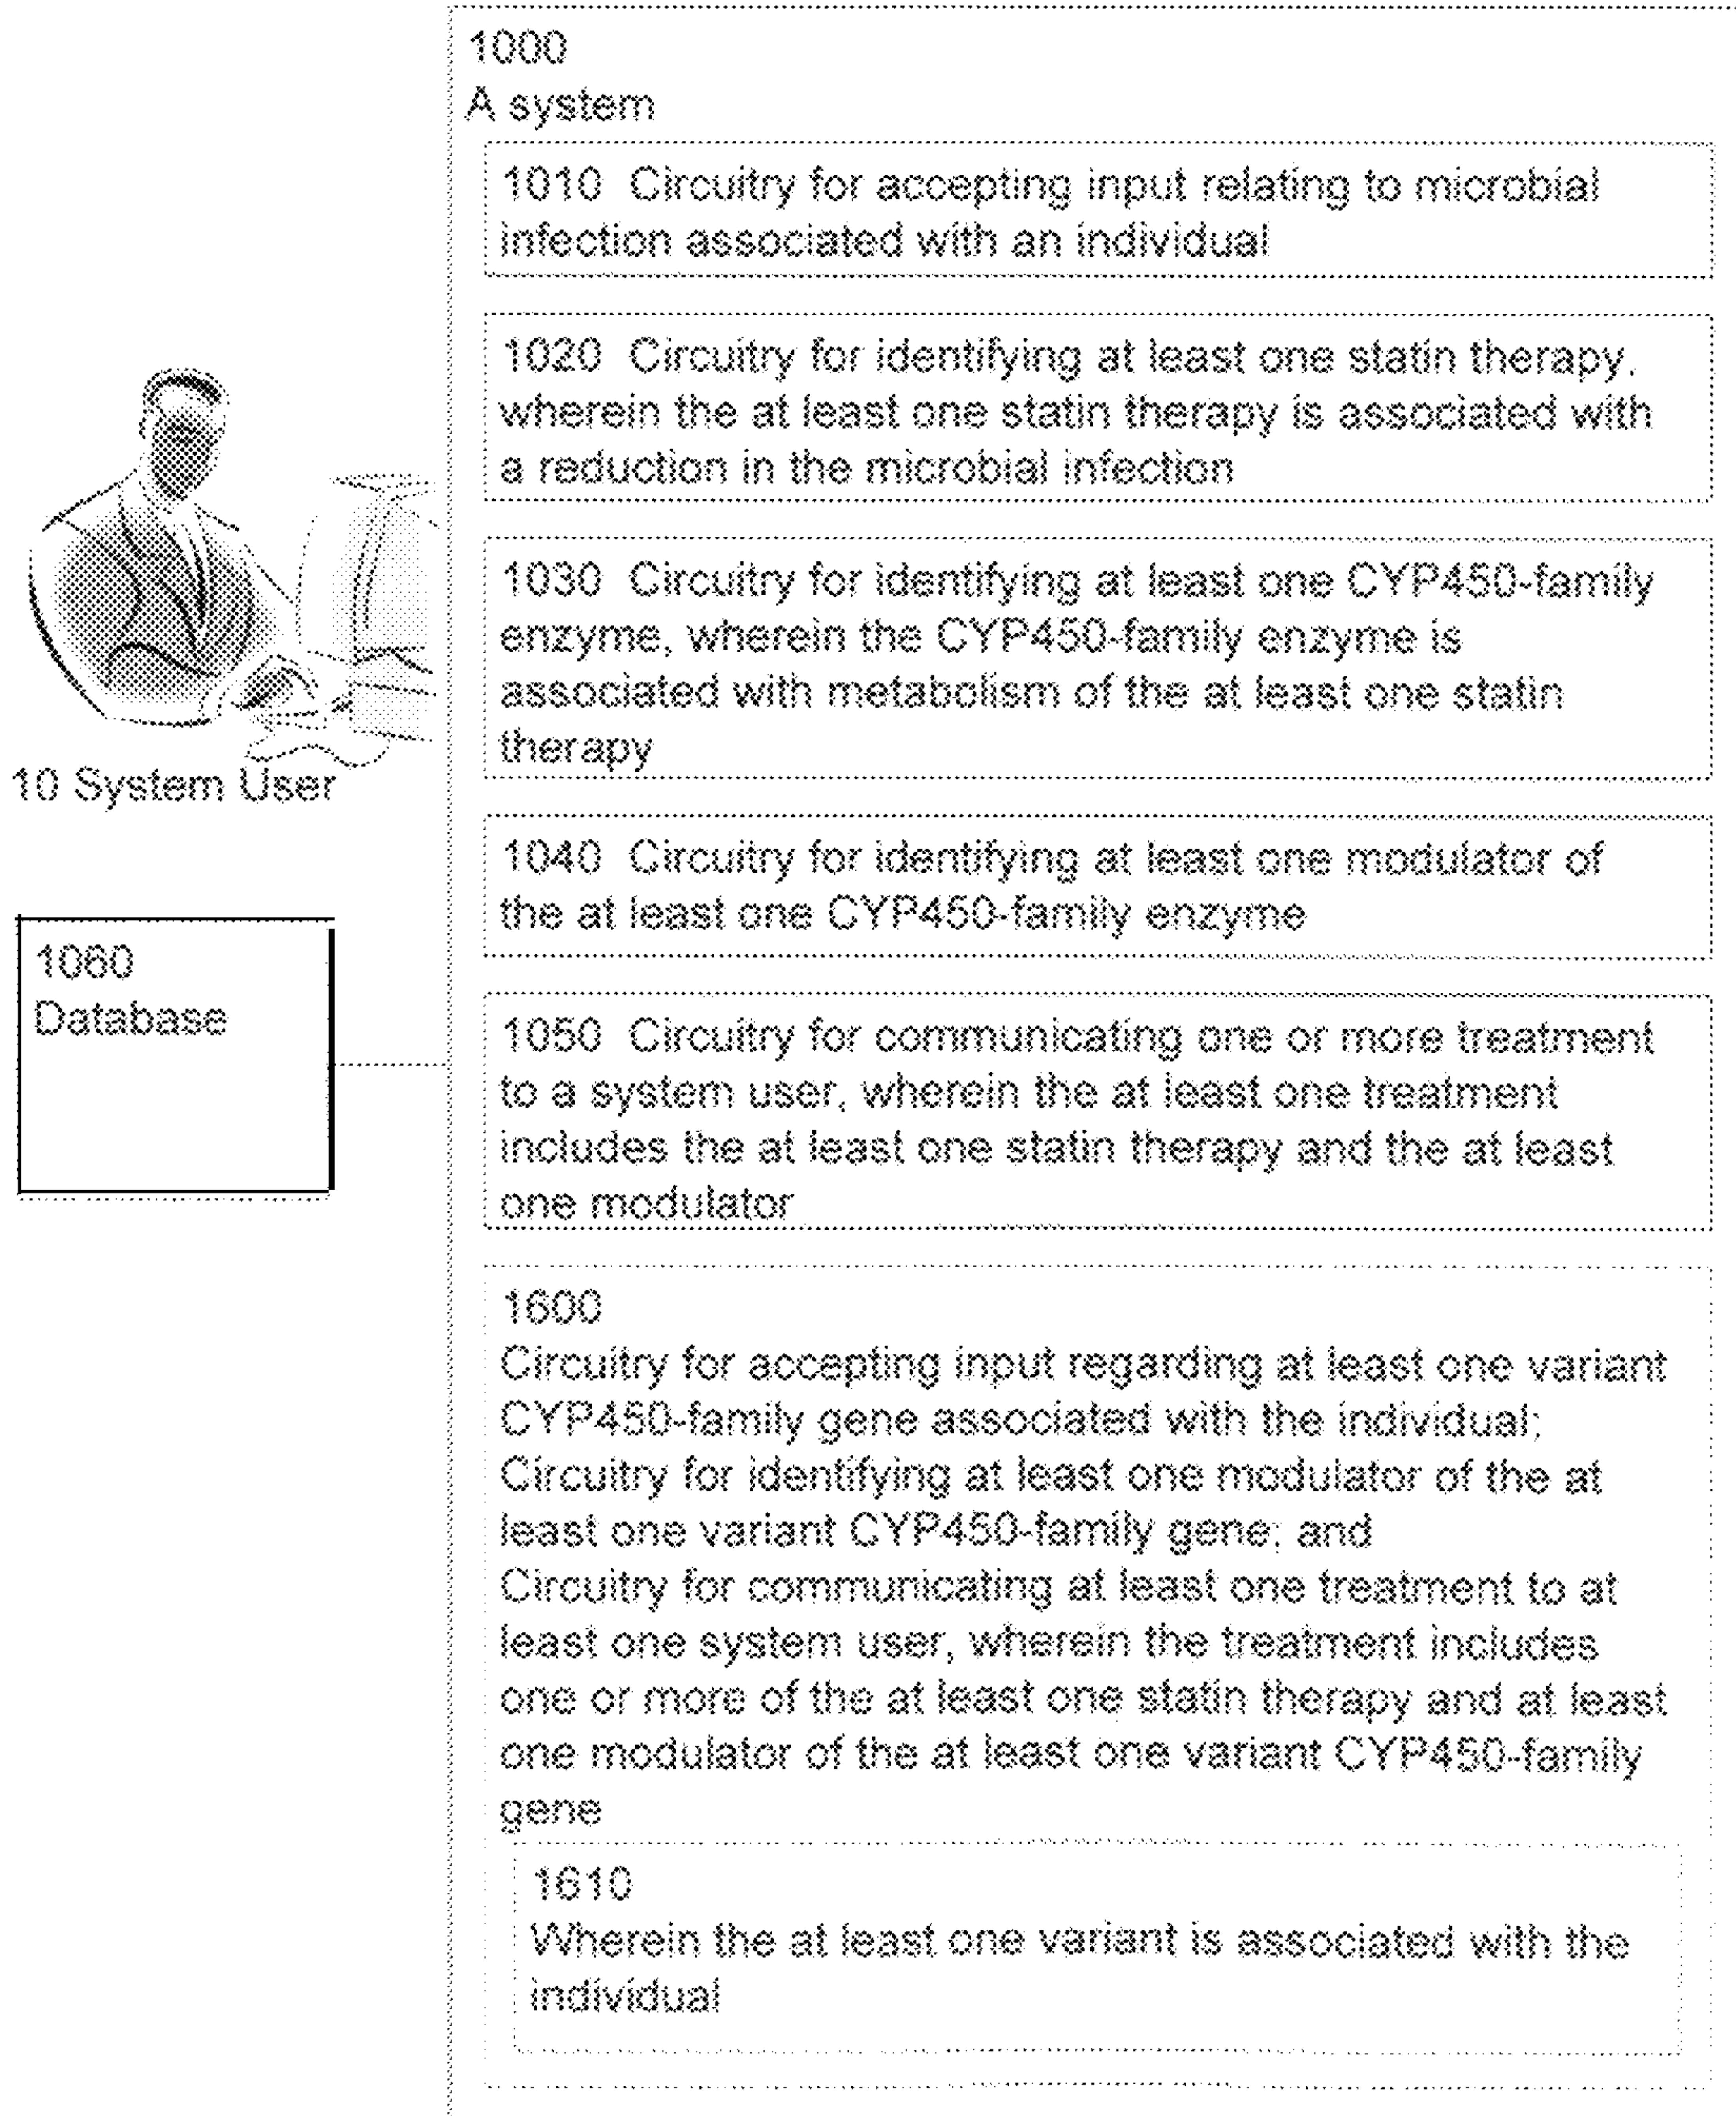 1000
A system
1010 Circuitry for accepting input relating to microbial
infection associated with an individual
1020 Circuitry for identifying at least one statin therapy,
wherein the at least one statin therapy is associated with
a reduction in the microbial infection
1030 Circuitry for identifying at least one CYP450-family
enzyme, wherein the CYP450-family enzyme is
associated with metabolism of the at least one statin
therapy
10 System User
1040 Circuitry for identifying at least one modulator of
the at least one CYP450-family enzyme
1060
Database
1050 Circuitry for communicating one or more treatment
to a system user, wherein the at least one treatment
includes the at least one statin therapy and the at least
one modulator
1600
Circuitry for accepting input regarding at least one variant
CYP450-family gene associated with the individual;
Circuitry for identifying at least one modulator of the at
least one variant CYP450-family gene; and
Circuitry for communicating at least one treatment to at
least one system user, wherein the treatment includes
one or more of the at least one statin therapy and at least
one modulator of the at least one variant CYP450-family
gene
1610
Wherein the at least one variant is associated with the
individual